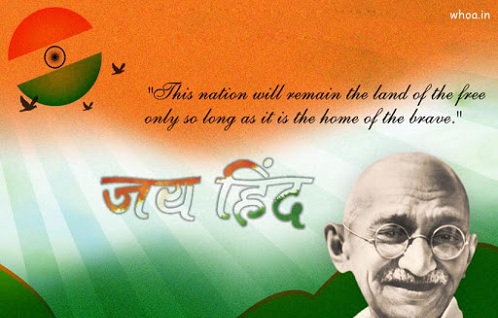 whoa.in
"This nation will remain the land of the free
only so long as it is the home of the brave."
जय हिंद